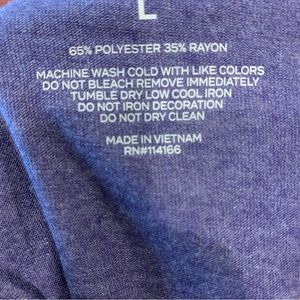 L
65% POLYESTER 35% RAYON
MACHINE WASH COLD WITH LIKE COLORS
DO NOT BLEACH REMOVE IMMEDIATELY
TUMBLE DRY LOW COOL IRON
DO NOT IRON DECORATION
DO NOT DRY CLEAN
MADE IN VIETNAM
RN#114166